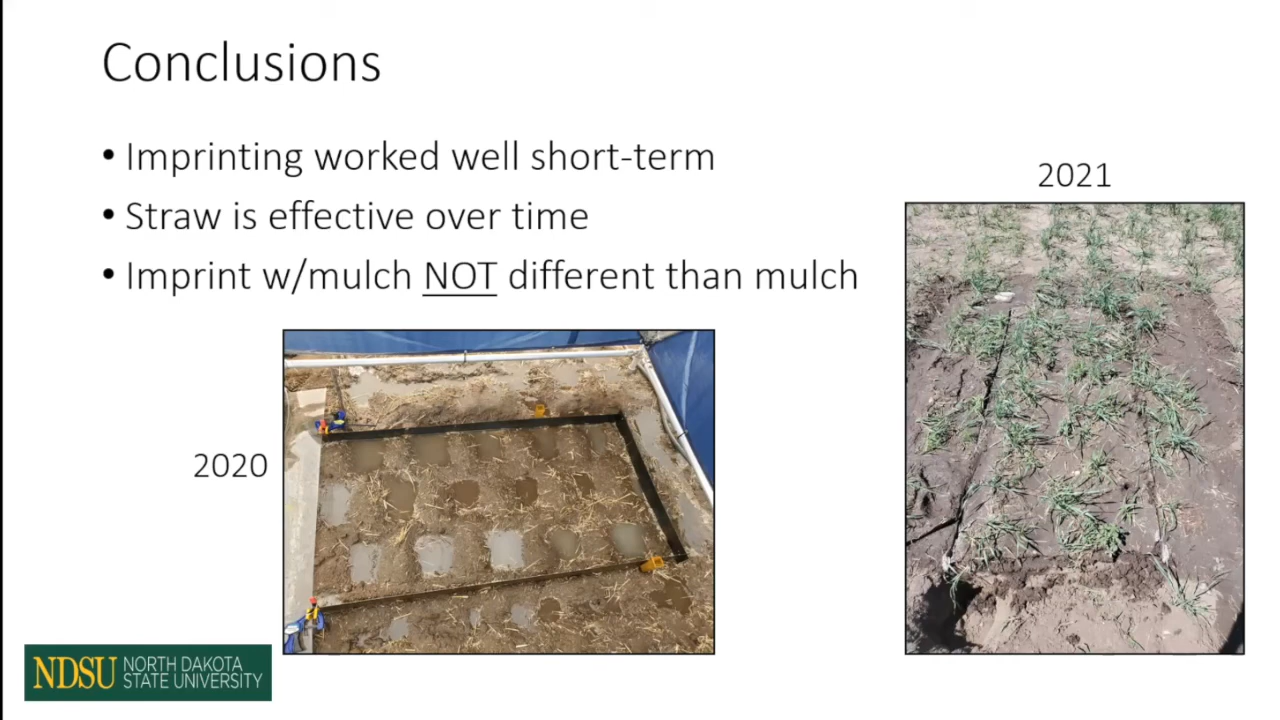 Conclusions
• Imprinting worked well short-term
• Straw is effective over time
• Imprint w/mulch NOT different than mulch
2021
2020
NDSU NORTH DAKOTA
STATE UNIVERSITY